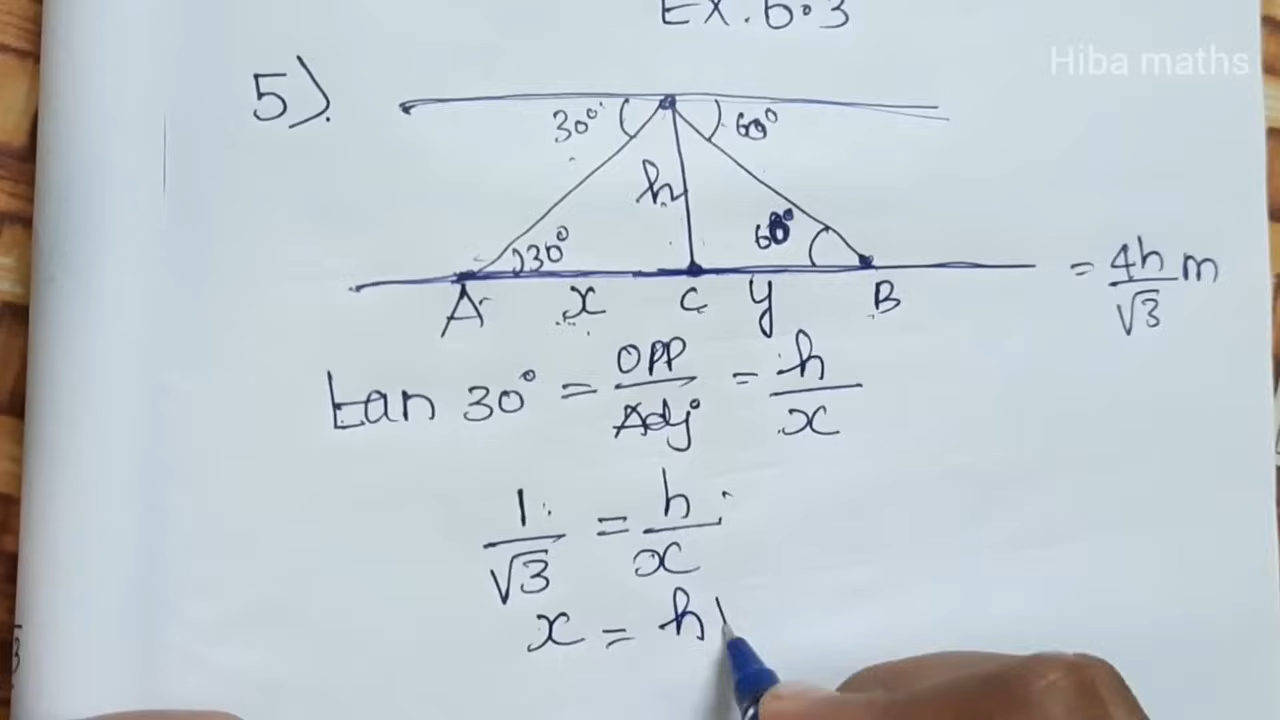 Ex. 6.3
Hiba maths
5).
30° 60°
h
30° 60°
A x C y B
= 4h/√3 m
tan 30° = opp/Adj = h/x
1/√3 = h/x
x = h